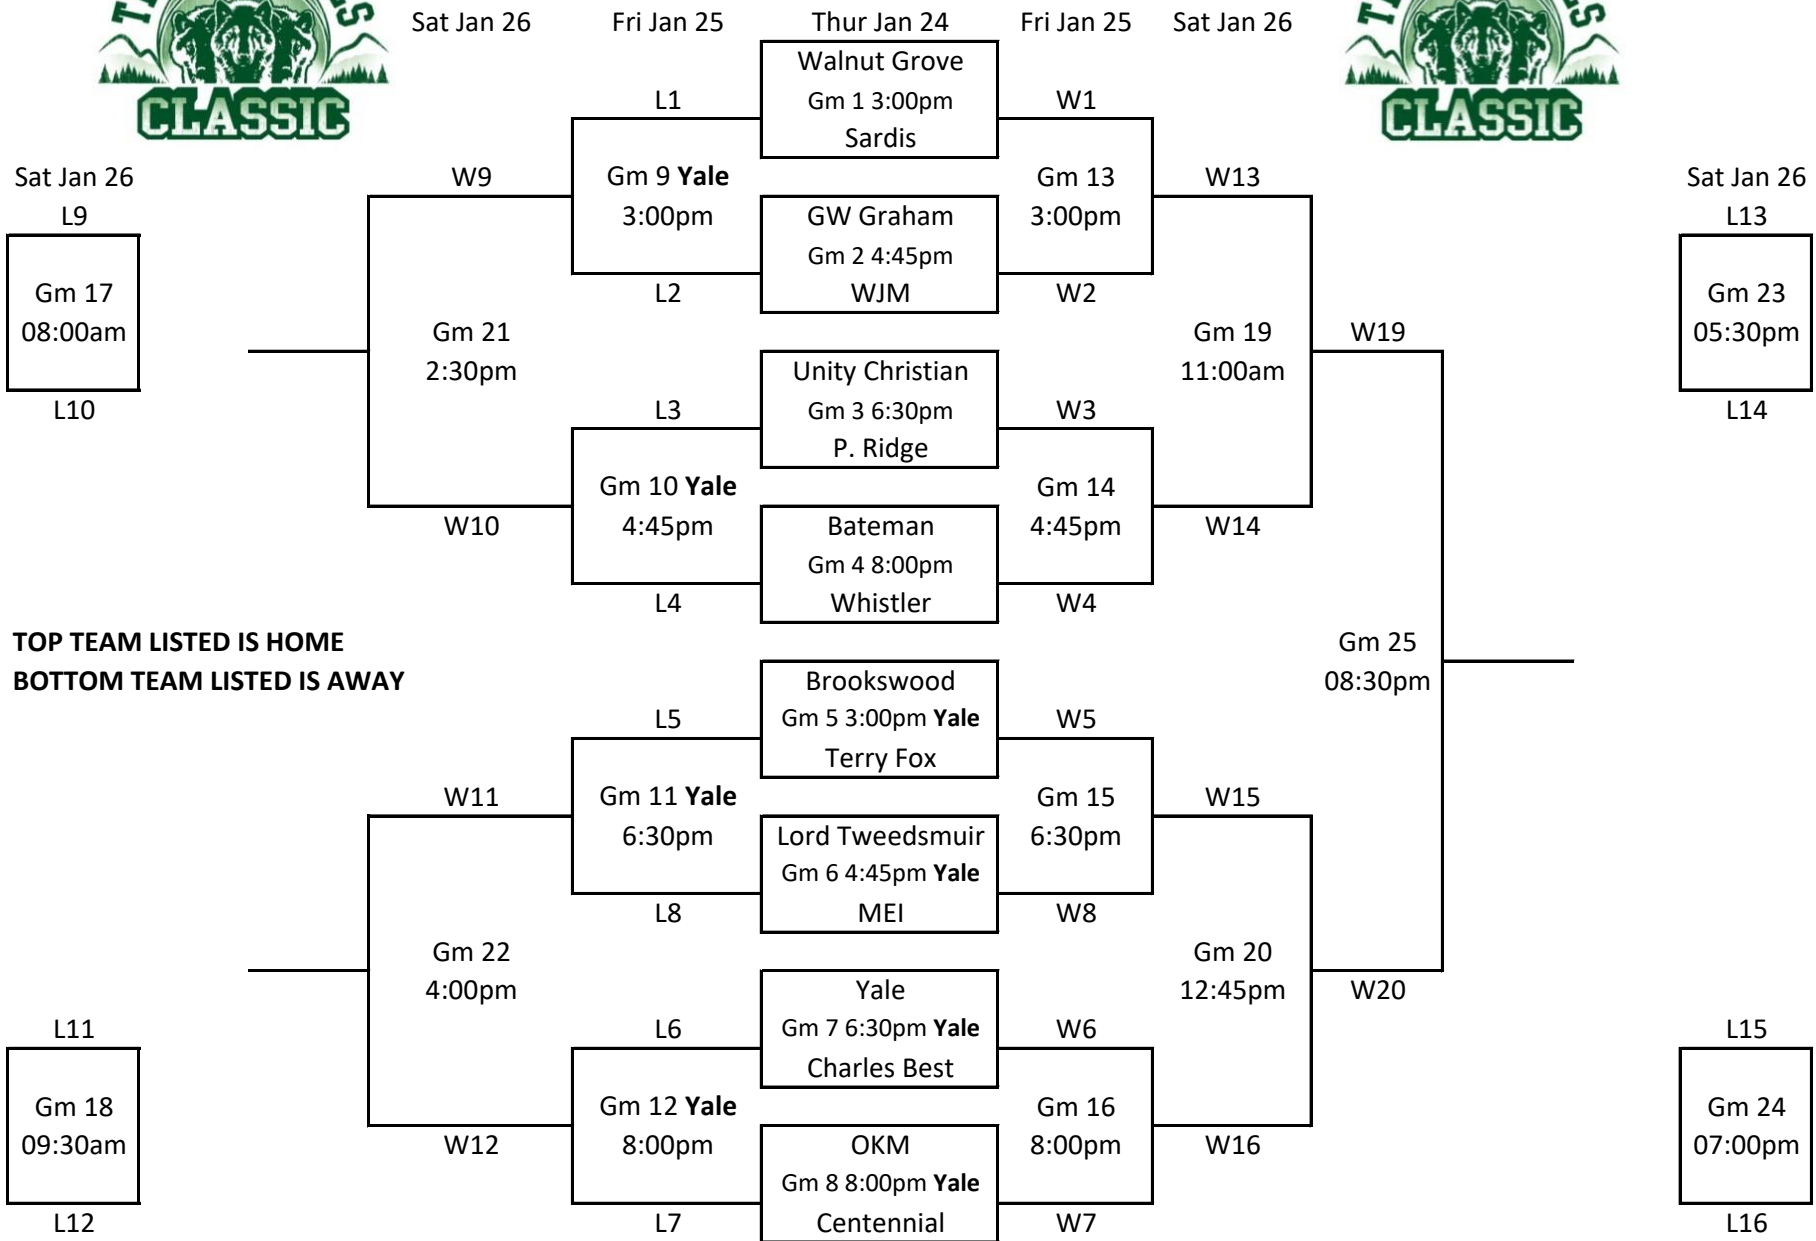 Sat Jan 26 Fri Jan 25 Thur Jan 24 Fri Jan 25 Sat Jan 26
CLASSIC
CLASSIC
Walnut Grove
L1 Gm 1 3:00pm W1
Sardis
Sat Jan 26 W9 Gm 9 Yale Gm 13 W13 Sat Jan 26
L9 3:00pm GW Graham 3:00pm L13
Gm 2 4:45pm
Gm 17 L2 WJM W2 Gm 23
08:00am Gm 21 Gm 19 W19 05:30pm
2:30pm Unity Christian 11:00am
L10 L3 Gm 3 6:30pm W3 L14
P. Ridge
Gm 10 Yale Gm 14
W10 4:45pm Bateman 4:45pm W14
Gm 4 8:00pm
L4 Whistler W4
TOP TEAM LISTED IS HOME Gm 25
BOTTOM TEAM LISTED IS AWAY Brookswood 08:30pm
L5 Gm 5 3:00pm Yale W5
Terry Fox
W11 Gm 11 Yale Gm 15 W15
6:30pm Lord Tweedsmuir 6:30pm
Gm 6 4:45pm Yale
L8 MEI W8
Gm 22 Gm 20
4:00pm Yale 12:45pm W20
L11 L6 Gm 7 6:30pm Yale W6 L15
Charles Best
Gm 18 Gm 12 Yale Gm 16 Gm 24
09:30am W12 8:00pm OKM 8:00pm W16 07:00pm
Gm 8 8:00pm Yale
L12 L7 Centennial W7 L16